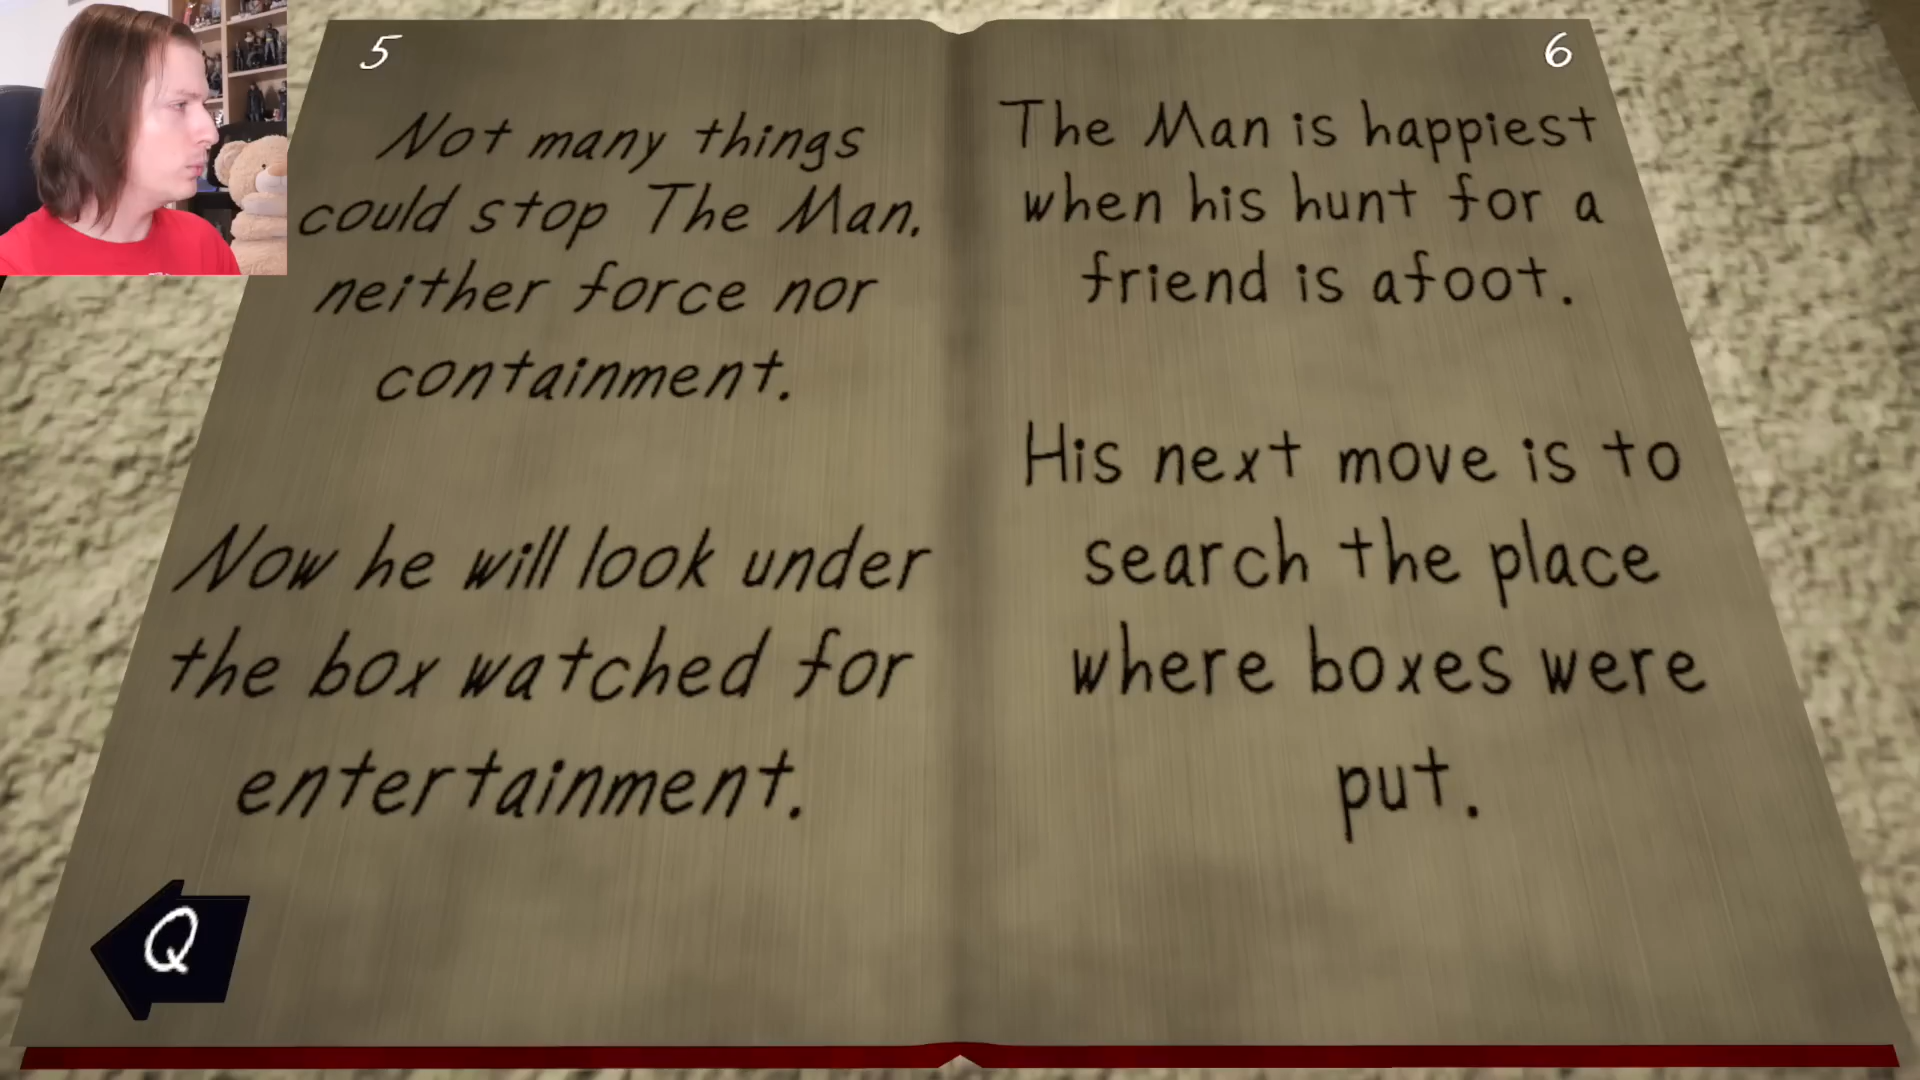 5
Not many things
could stop The Man.
neither force nor
containment.
Now he will look under
the box watched for
entertainment.
Q
6
The Man is happiest
when his hunt for a
friend is afoot.
His next move is to
search the place
where boxes were
put.